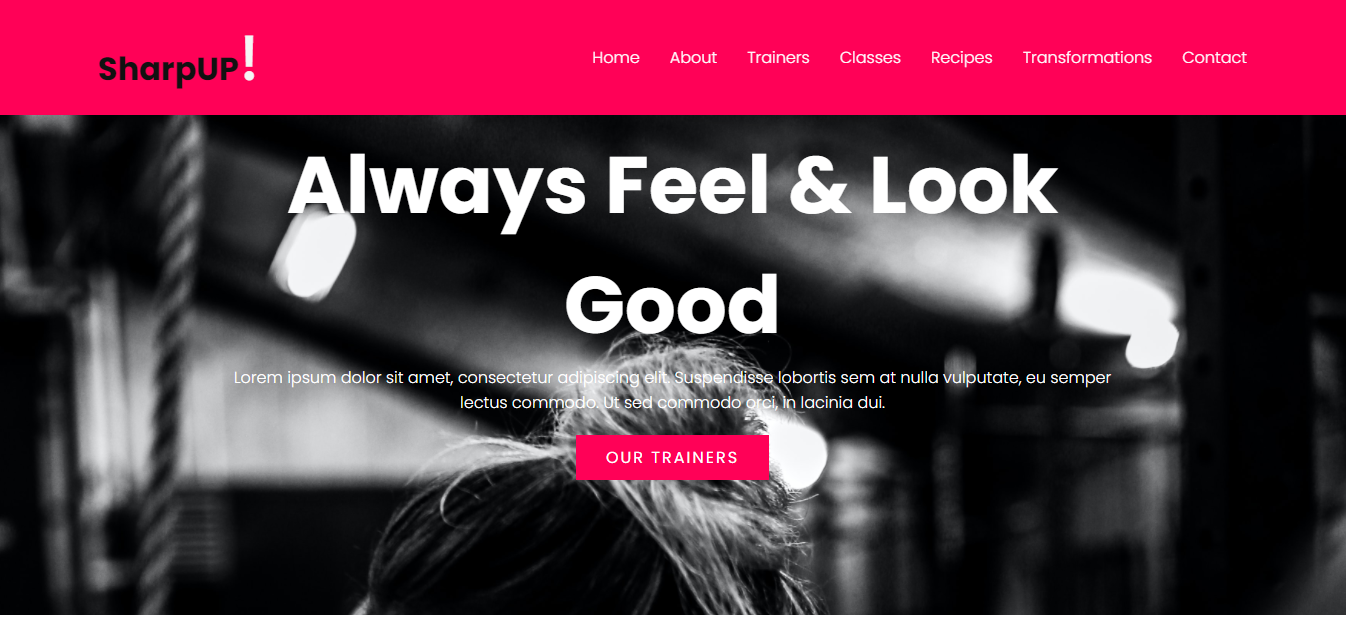 SharpUP!
Home About Trainers Classes Recipes Transformations Contact
Always Feel & Look
Good
Lorem ipsum dolor sit amet, consectetur adipiscing elit. Suspendisse lobortis sem at nulla vulputate, eu semper
lectus commodo. Ut sed commodo orci, in lacinia dui.
OUR TRAINERS